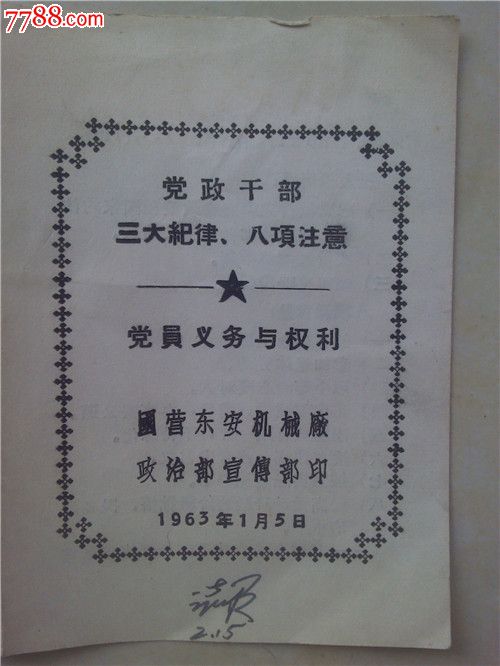 7788.com
党政干部
三大紀律、八項注意
党員义务与权利
國营东安机械廠
政治部宣傳部印
1963年1月5日
2.15